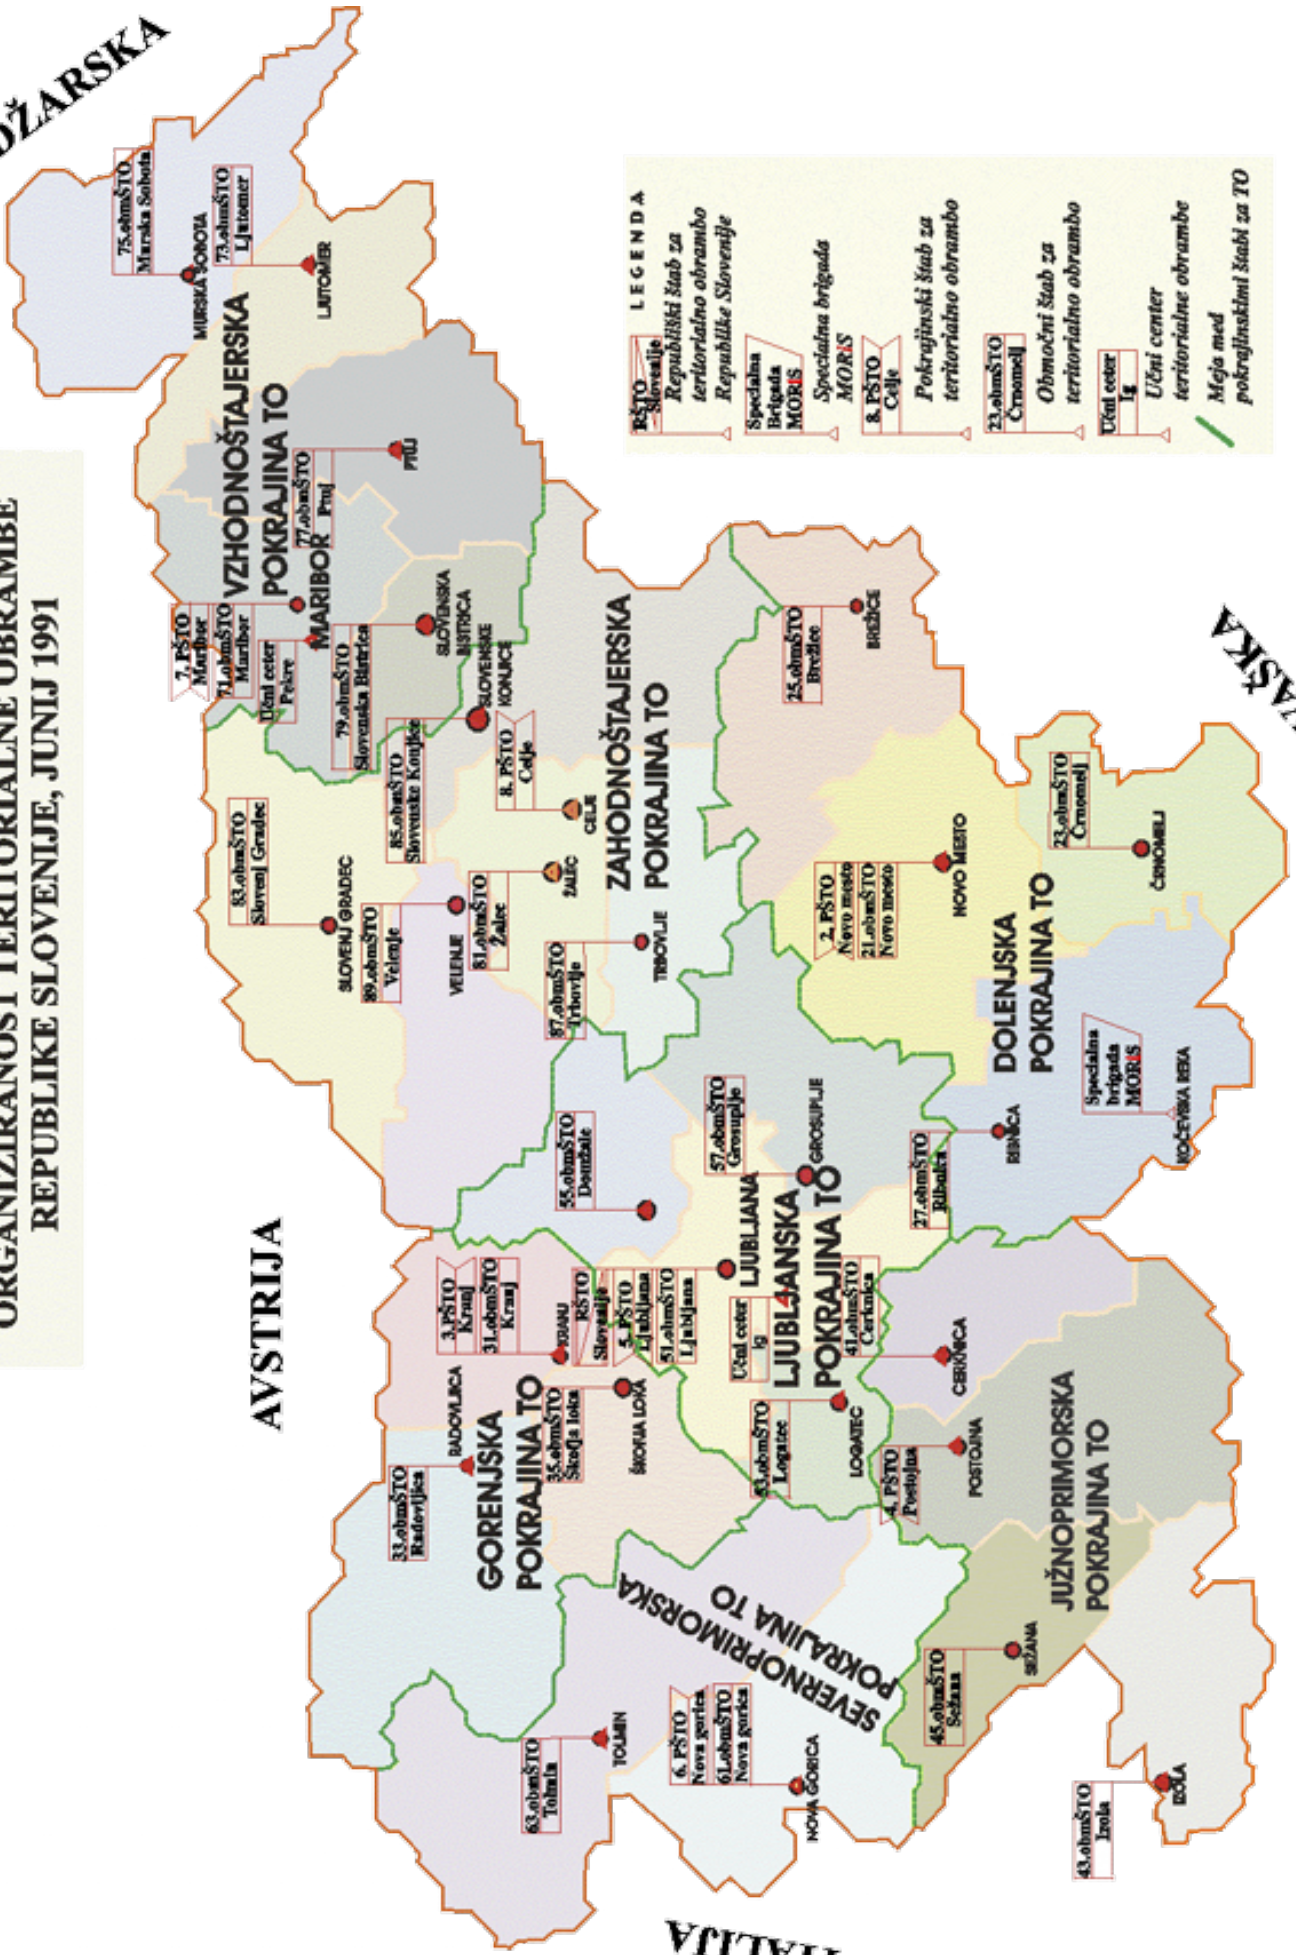 ORGANIZIRANOST TERITORIALNE OBRAMBE
REPUBLIKE SLOVENIJE, JUNIJ 1991
AVSTRIJA
75.obmŠTO
Murska Sobota
MURSKA SOBOTA
73.obmŠTO
Ljutomer
LJUTOMER
VZHODNOŠTAJERSKA
POKRAJINA TO
7. PŠTO
Maribor
71.obmŠTO
Maribor
MARIBOR
Učni ceter
Pekre
77.obmŠTO
Ptuj
PTUJ
79.obmŠTO
Slovenska Bistrica
SLOVENSKA
BISTRICA
85.obmŠTO
Slovenske Konjice
SLOVENSKE
KONJICE
83.obmŠTO
Slovenj Gradec
SLOVENJ GRADEC
89.obmŠTO
Velenje
VELENJE
8. PŠTO
Celje
CELJE
81.obmŠTO
Žalec
ŽALEC
87.obmŠTO
Trbovlje
TRBOVLJE
ZAHODNOŠTAJERSKA
POKRAJINA TO
25.obmŠTO
Brežice
BREŽICE
2. PŠTO
Novo mesto
21.obmŠTO
Novo mesto
NOVO MESTO
23.obmŠTO
Črnomelj
ČRNOMELJ
DOLENJSKA
POKRAJINA TO
Specialna
brigada
MORiS
KOČEVSKA REKA
27.obmŠTO
Ribnica
RIBNICA
55.obmŠTO
Domžale
57.obmŠTO
Grosuplje
GROSUPLJE
RŠTO
Slovenije
5. PŠTO
Ljubljana
51.obmŠTO
Ljubljana
LJUBLJANA
Učni ceter
Ig
LJUBLJANSKA
POKRAJINA TO
53.obmŠTO
Logatec
LOGATEC
3.PŠTO
Kranj
31.obmŠTO
Kranj
KRANJ
33.obmŠTO
Radovljica
RADOVLJICA
35.obmŠTO
Škofja loka
ŠKOFJA LOKA
GORENJSKA
POKRAJINA TO
41.obmŠTO
Cerknica
CERKNICA
4. PŠTO
Postojna
POSTOJNA
JUŽNOPRIMORSKA
POKRAJINA TO
45.obmŠTO
Sežana
SEŽANA
43.obmŠTO
Izola
IZOLA
SEVERNOPRIMORSKA
POKRAJINA TO
63.obmŠTO
Tolmin
TOLMIN
6. PŠTO
Nova gorica
61.obmŠTO
Nova gorica
NOVA GORICA
LEGENDA
RŠTO
Slovenije
Republiški štab za
teritorialno obrambo
Republike Slovenije
Specialna
Brigada
MORiS
Specialna brigada
MORiS
8. PŠTO
Celje
Pokrajinski štab za
teritorialno obrambo
23.obmŠTO
Črnomelj
Območni štab za
teritorialno obrambo
Učni ceter
Ig
Učni center
teritorialne obrambe
Meja med
pokrajinskimi štabi za TO